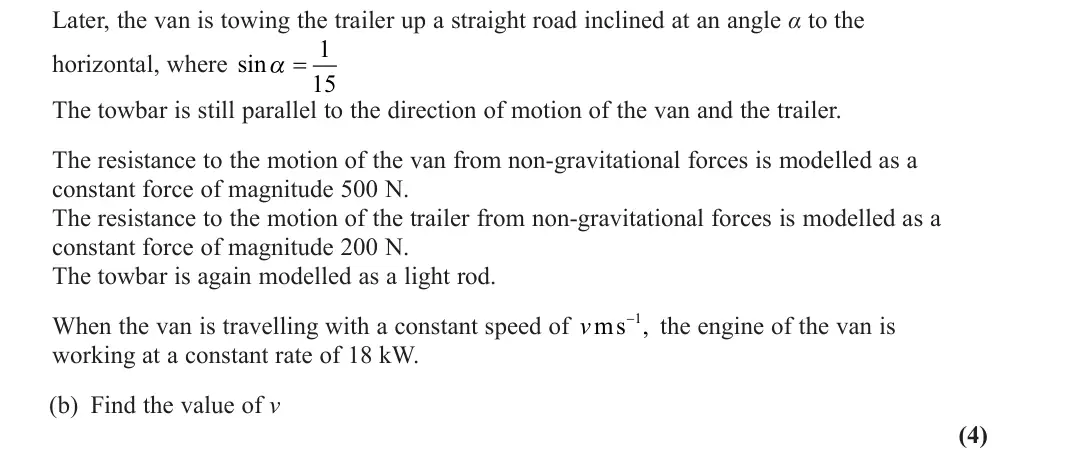 Later, the van is towing the trailer up a straight road inclined at an angle α to the
horizontal, where sin α = 1/15
The towbar is still parallel to the direction of motion of the van and the trailer.
The resistance to the motion of the van from non-gravitational forces is modelled as a
constant force of magnitude 500 N.
The resistance to the motion of the trailer from non-gravitational forces is modelled as a
constant force of magnitude 200 N.
The towbar is again modelled as a light rod.
When the van is travelling with a constant speed of v m s⁻¹, the engine of the van is
working at a constant rate of 18 kW.
(b) Find the value of v
(4)